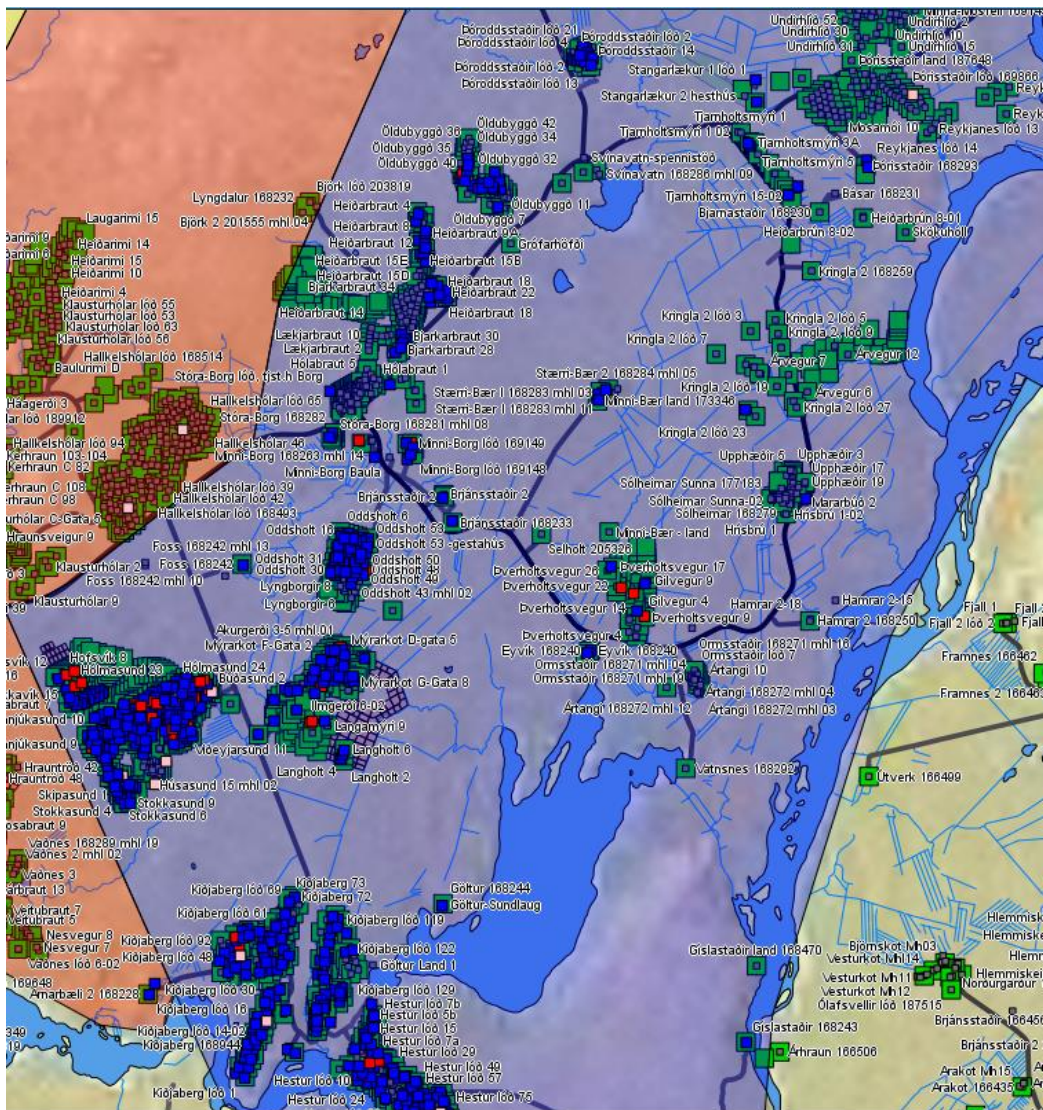 Þóroddsstaðir lóð 21
Þóroddsstaðir lóð 2
Þóroddsstaðir 14
Þóroddsstaðir lóð 13
Stangarlækur 1 lóð 1
Stangarlækur 2 hesthús
Undirhlíð 52
Undirhlíð 2
Undirhlíð 30
Undirhlíð 10
Undirhlíð 31
Undirhlíð 15
Þórisstaðir land 187648
Þórisstaðir lóð 169866
Mosamói 10
Reykjanes lóð 13
Reykjanes lóð 14
Þórisstaðir 168293
Tjarnholtsmýri 1
Tjarnholtsmýri 1 02
Tjarnholtsmýri 3A
Tjarnholtsmýri 5
Tjarnholtsmýri 15-02
Bjarnastaðir 168230
Básar 168231
Heiðarbrún 8-01
Heiðarbrún 8-02
Skólkuhóll
Öldubyggð 36
Öldubyggð 42
Öldubyggð 34
Öldubyggð 35
Öldubyggð 40
Öldubyggð 32
Öldubyggð 11
Öldubyggð 7
Svínavatn-spennistöð
Svínavatn 168286 mhl 09
Grófarhöfði
Björk lóð 203819
Lyngdalur 168232
Björk 2 201555 mhl 04
Heiðarbraut 4
Heiðarbraut 8
Heiðarbraut 9A
Heiðarbraut 12
Heiðarbraut 15E
Heiðarbraut 15B
Heiðarbraut 15D
Bjarkarbraut 34
Heiðarbraut 18
Heiðarbraut 22
Heiðarbraut 14
Heiðarbraut 18
Lækjarbraut 10
Bjarkarbraut 30
Lækjarbraut 2
Bjarkarbraut 28
Hólabraut 5
Hólabraut 1
Laugarimi 15
Heiðarimi 14
Heiðarimi 15
Heiðarimi 10
Heiðarimi 4
Klausturhólar lóð 55
Klausturhólar lóð 53
Klausturhólar lóð 63
Klausturhólar lóð 56
Hallkelshólar lóð 168514
Baulurimi D
Stóra-Borg lóð, tjst.h Borg
Hallkelshólar lóð 65
Stóra-Borg 168282
Stóra-Borg 168281 mhl 08
Hallkelshólar lóð 94
Hallkelshólar 46
Minni-Borg 168263 mhl 14
Minni-Borg Baula
Minni-Borg lóð 169149
Minni-Borg lóð 169148
Hallkelshólar lóð 39
Hallkelshólar lóð 42
Hallkelshólar lóð 168493
Klausturhólar 2
Klausturhólar 9
Stærri-Bær 2 168284 mhl 05
Stærri-Bær I 168283 mhl 03
Stærri-Bær I 168283 mhl 11
Minni-Bær land 173346
Kringla 2 168259
Kringla 2 lóð 3
Kringla 2 lóð 5
Kringla 2, lóð 9
Kringla 2 lóð 7
Árvegur 7
Árvegur 12
Kringla 2 lóð 19
Árvegur 6
Kringla 2 lóð 27
Kringla 2 lóð 23
Upphæðir 5
Upphæðir 3
Upphæðir 17
Upphæðir 19
Sólheimar Sunna 177183
Sólheimar Sunna-02
Mararbúð 2
Sólheimar 168279
Hrísbrú 1-02
Hrísbrú 1
Brjánsstaðir 2
Brjánsstaðir 2
Brjánsstaðir 168233
Oddsholt 6
Oddsholt 16
Oddsholt 53
Oddsholt 53 -gestahús
Oddsholt 31
Oddsholt 50
Oddsholt 30
Oddsholt 48
Lyngborgir 8
Oddsholt 49
Lyngborgir 6
Oddsholt 43 mhl 02
Foss 168242 mhl 13
Foss 168242
Foss 168242 mhl 10
Minni-Bær - land
Selholt 205326
Þverholtsvegur 26
Þverholtsvegur 17
Þverholtsvegur 22
Gilvegur 9
Þverholtsvegur 14
Gilvegur 4
Þverholtsvegur 9
Þverholtsvegur 4
Eyvík 168240
Eyvík 168240
Hamrar 2-18
Hamrar 2-15
Hamrar 2 168250
Ormsstaðir 168271 mhl 16
Ormsstaðir lóð 7
Ormsstaðir 168271 mhl 04
Ormsstaðir 168271 mhl 19
Ártangi 10
Ártangi 168272 mhl 04
Ártangi 168272 mhl 12
Ártangi 168272 mhl 03
Vatnsnes 168292
Fjall 1
Fjall 2 lóð 2
Framnes 166462
Útverk 166499
Akurgerði 3-5 mhl 01
Mýrarkot D-gata 5
Mýrarkot F-Gata 2
Mýrarkot G-Gata 8
Hofsvík 8
Hólmasund 23
Hólmasund 24
Búðasund 2
Ilmgerði 6-02
Langamýri 9
Viðeyjarsund 11
Langholt 6
Langholt 4
Langholt 2
Húsasund 15 mhl 02
Hrauntröð 42
Hrauntröð 48
Skipasund 1
Stokkasund 9
Stokkasund 4
Stokkasund 6
Vaðnes 168289 mhl 19
Vaðnes 2 mhl 02
Vaðnes 3
Veitubraut 7
Veitubraut 5
Nesvegur 8
Nesvegur 7
Vaðnes lóð 6-02
Arnarbæli 2 168228
Kiðjaberg 73
Kiðjaberg lóð 69
Kiðjaberg 72
Kiðjaberg lóð 61
Kiðjaberg lóð 119
Kiðjaberg lóð 92
Kiðjaberg lóð 122
Kiðjaberg lóð 48
Göltur Land 1
Kiðjaberg lóð 30
Kiðjaberg lóð 129
Kiðjaberg lóð 16
Kiðjaberg lóð 14-02
Kiðjaberg 168944
Kiðjaberg lóð 1
Göltur 168244
Göltur-Sundlaug
Hestur lóð 7b
Hestur lóð 5b
Hestur lóð 15
Hestur lóð 7a
Hestur lóð 29
Hestur lóð 49
Hestur lóð 10
Hestur lóð 57
Hestur lóð 24
Hestur lóð 75
Gíslastaðir land 168470
Gíslastaðir 168243
Árhraun 166506
Björnskot Mh03
Vesturkot Mh14
Vesturkot Mh11
Vesturkot Mh12
Norðurgarður
Ólafsvellir lóð 187515
Arakot Mh15
Arakot 166435